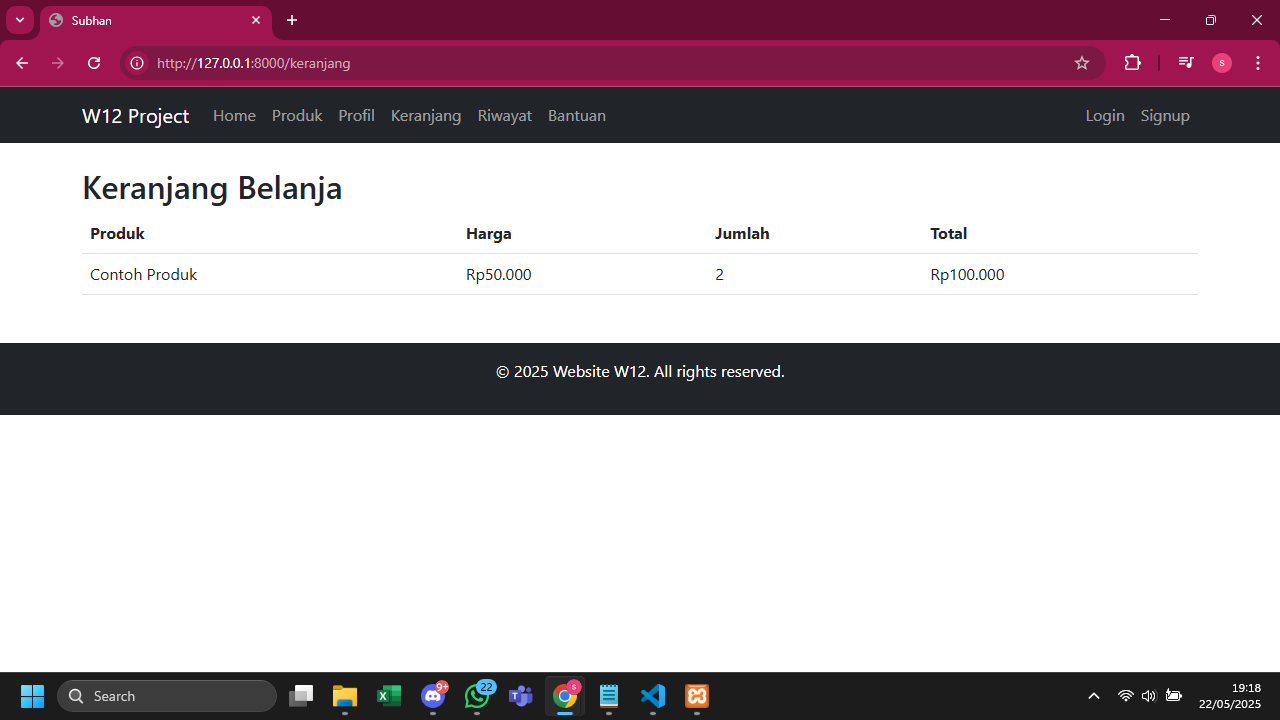 Subhan
http://127.0.0.1:8000/keranjang
S
W12 Project Home Produk Profil Keranjang Riwayat Bantuan Login Signup
Keranjang Belanja
Produk Harga Jumlah Total
Contoh Produk Rp50.000 2 Rp100.000
© 2025 Website W12. All rights reserved.
Search 9+ 22 S 19:18
22/05/2025